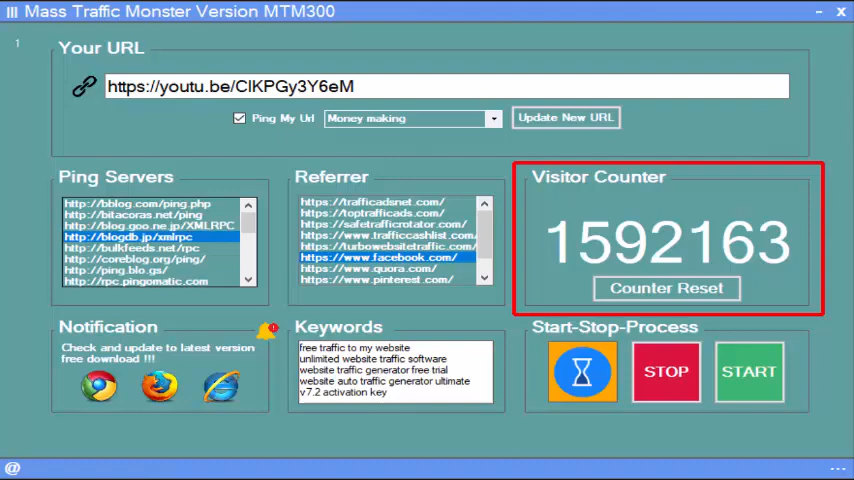 Mass Traffic Monster Version MTM300
1
Your URL
https://youtu.be/ClKPGy3Y6eM
Ping My Url
Money making
Update New URL
Ping Servers
http://bblog.com/ping.php
http://bitacoras.net/ping
http://blog.goo.ne.jp/XMLRPC
http://blogdb.jp/xmlrpc
http://bulkfeeds.net/rpc
http://coreblog.org/ping/
http://ping.blo.gs/
http://rpc.pingomatic.com
Referrer
https://trafficadsnet.com/
https://toptrafficads.com/
https://safetrafficrotator.com/
https://www.trafficcashlist.com/
https://turbowebsitetraffic.com/
https://www.facebook.com/
https://www.quora.com/
https://www.pinterest.com/
Visitor Counter
1592163
Counter Reset
Notification
Check and update to latest version
free download !!!
Keywords
free traffic to my website
unlimited website traffic software
website traffic generator free trial
website auto traffic generator ultimate
v7.2 activation key
Start-Stop-Process
STOP
START
@